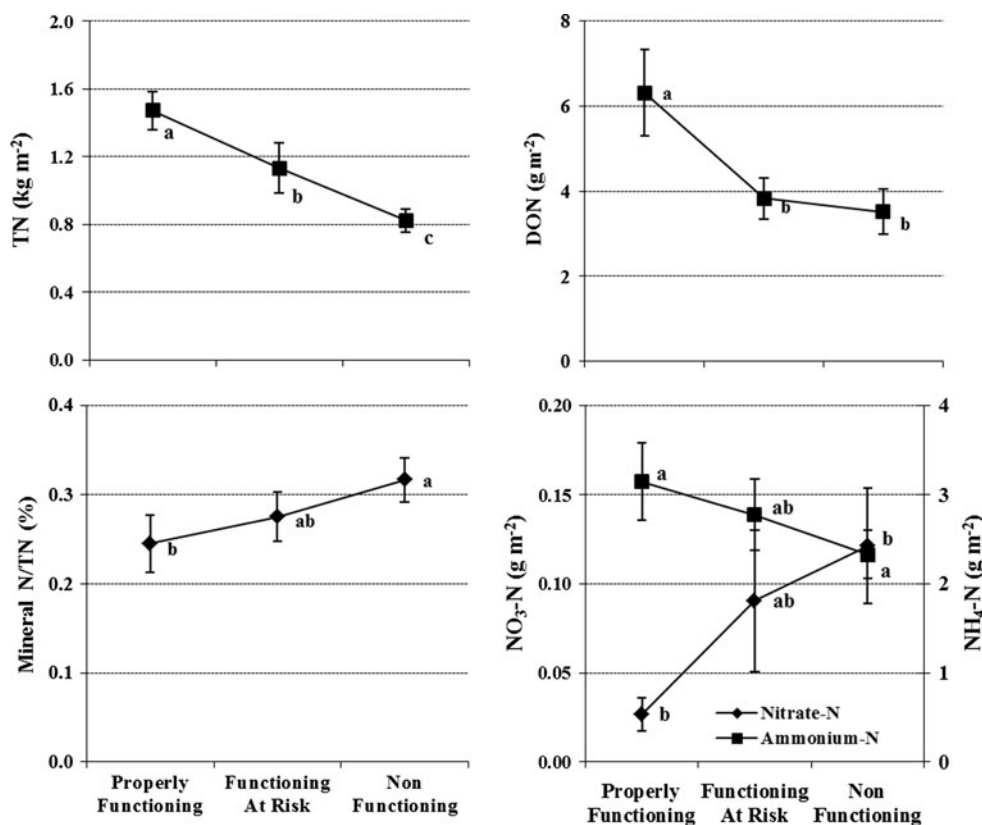 2.0
1.6
1.2
0.8
0.4
0.0
TN (kg m-2)
a
b
c
8
6
4
2
0
DON (g m-2)
a
b
b
0.4
0.3
0.2
0.1
0.0
Mineral N/TN (%)
b
ab
a
Properly
Functioning
Functioning
At Risk
Non
Functioning
0.20
0.15
0.10
0.05
0.00
NO3-N (g m-2)
a
ab
b
a
ab
b
Nitrate-N
Ammonium-N
4
3
2
1
0
NH4-N (g m-2)
Properly
Functioning
Functioning
At Risk
Non
Functioning